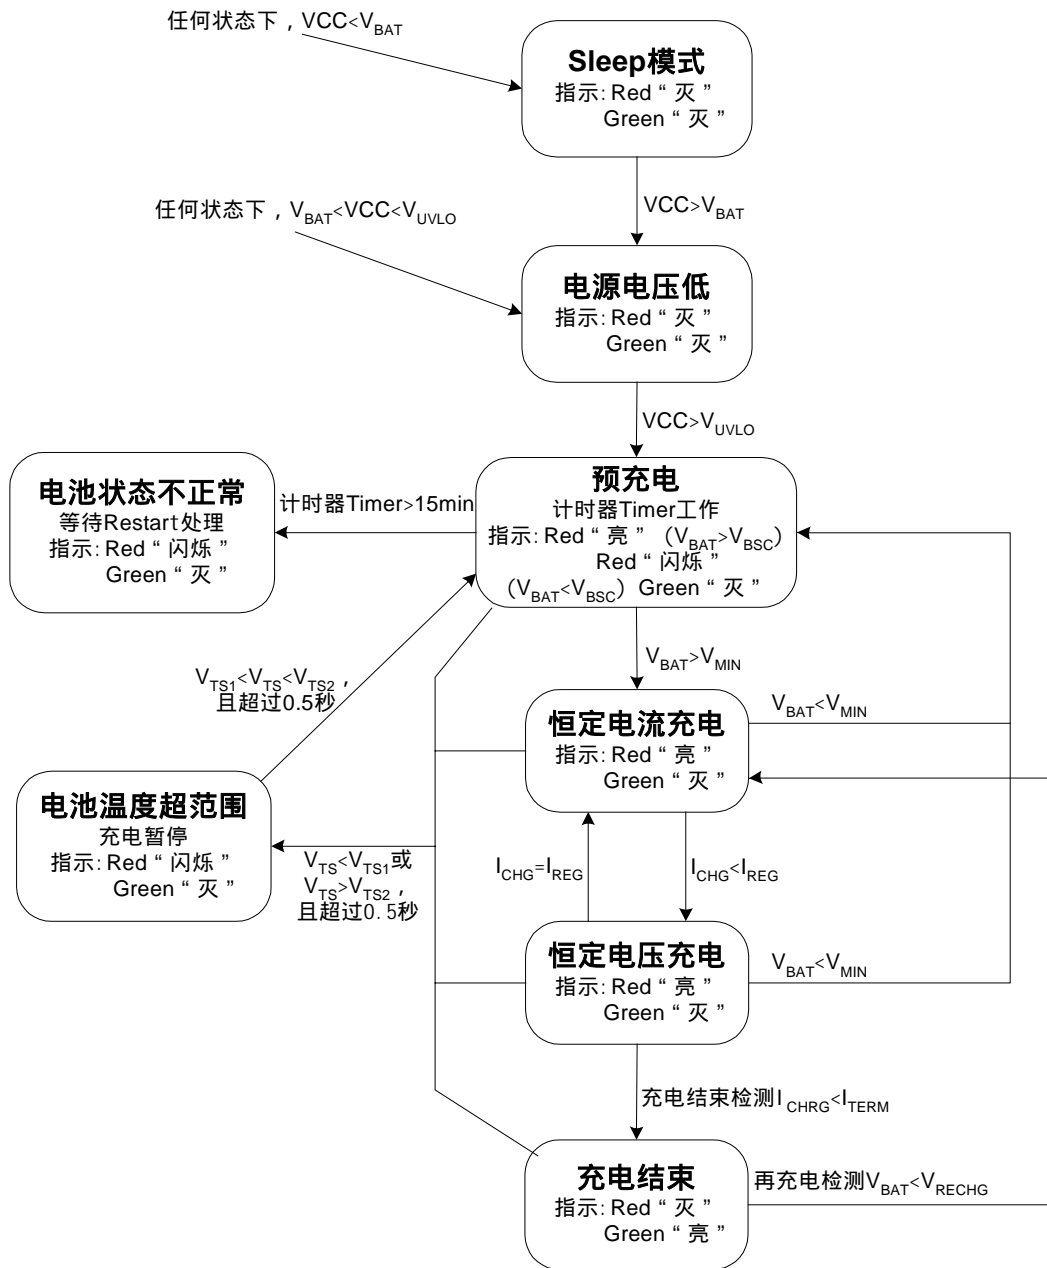 任何状态下，VCC<VBAT
Sleep模式
指示: Red“灭”
Green“灭”
VCC>VBAT
任何状态下，VBAT<VCC<VUVLO
电源电压低
指示: Red“灭”
Green“灭”
VCC>VUVLO
电池状态不正常
等待Restart处理
指示: Red“闪烁”
Green“灭”
计时器Timer>15min
预充电
计时器Timer工作
指示: Red“亮”（VBAT>VBSC）
Red“闪烁”
（VBAT<VBSC）Green“灭”
VTS1<VTS<VTS2，
且超过0.5秒
VBAT>VMIN
恒定电流充电
指示: Red“亮”
Green“灭”
VBAT<VMIN
电池温度超范围
充电暂停
指示: Red“闪烁”
Green“灭”
VTS<VTS1或
VTS>VTS2，
且超过0.5秒
ICHG=IREG
ICHG<IREG
恒定电压充电
指示: Red“亮”
Green“灭”
VBAT<VMIN
充电结束检测ICHRG<ITERM
充电结束
指示: Red“灭”
Green“亮”
再充电检测VBAT<VRECHG